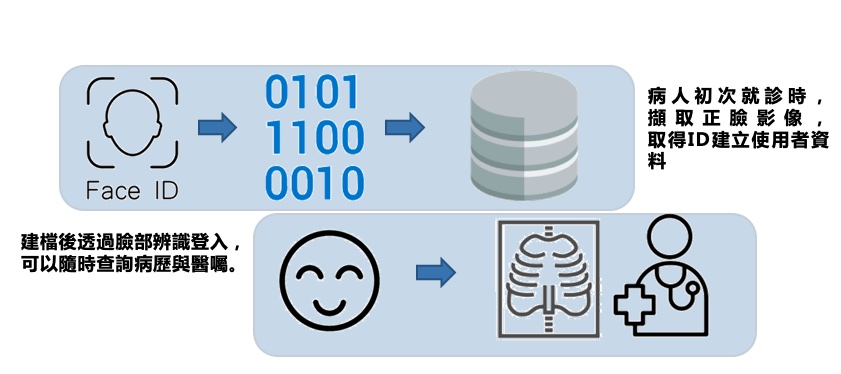 Face ID
0101
1100
0010
病人初次就診時，
擷取正臉影像，
取得ID建立使用者資
料
建檔後透過臉部辨識登入，
可以隨時查詢病歷與醫囑。